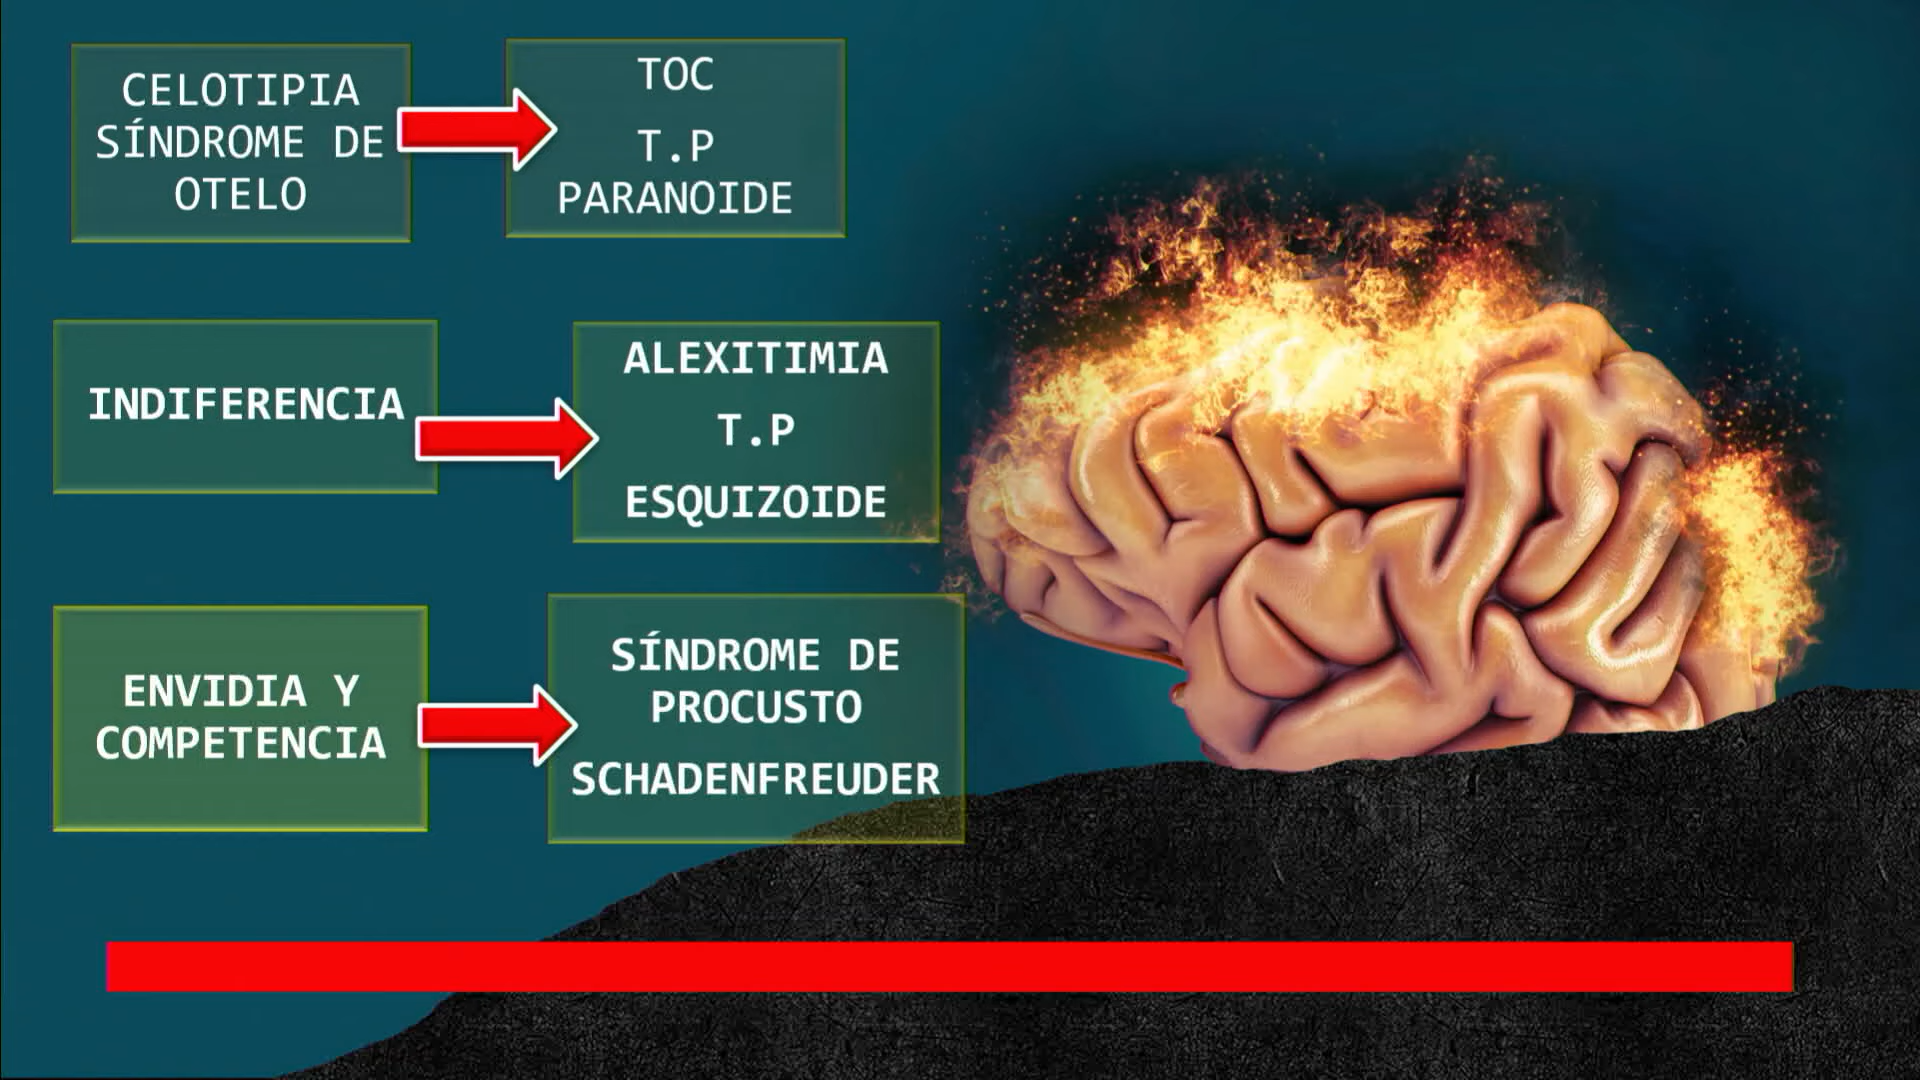 CELOTIPIA
SÍNDROME DE
OTELO
TOC
T.P
PARANOIDE
INDIFERENCIA
ALEXITIMIA
T.P
ESQUIZOIDE
ENVIDIA Y
COMPETENCIA
SÍNDROME DE
PROCUSTO
SCHADENFREUDER